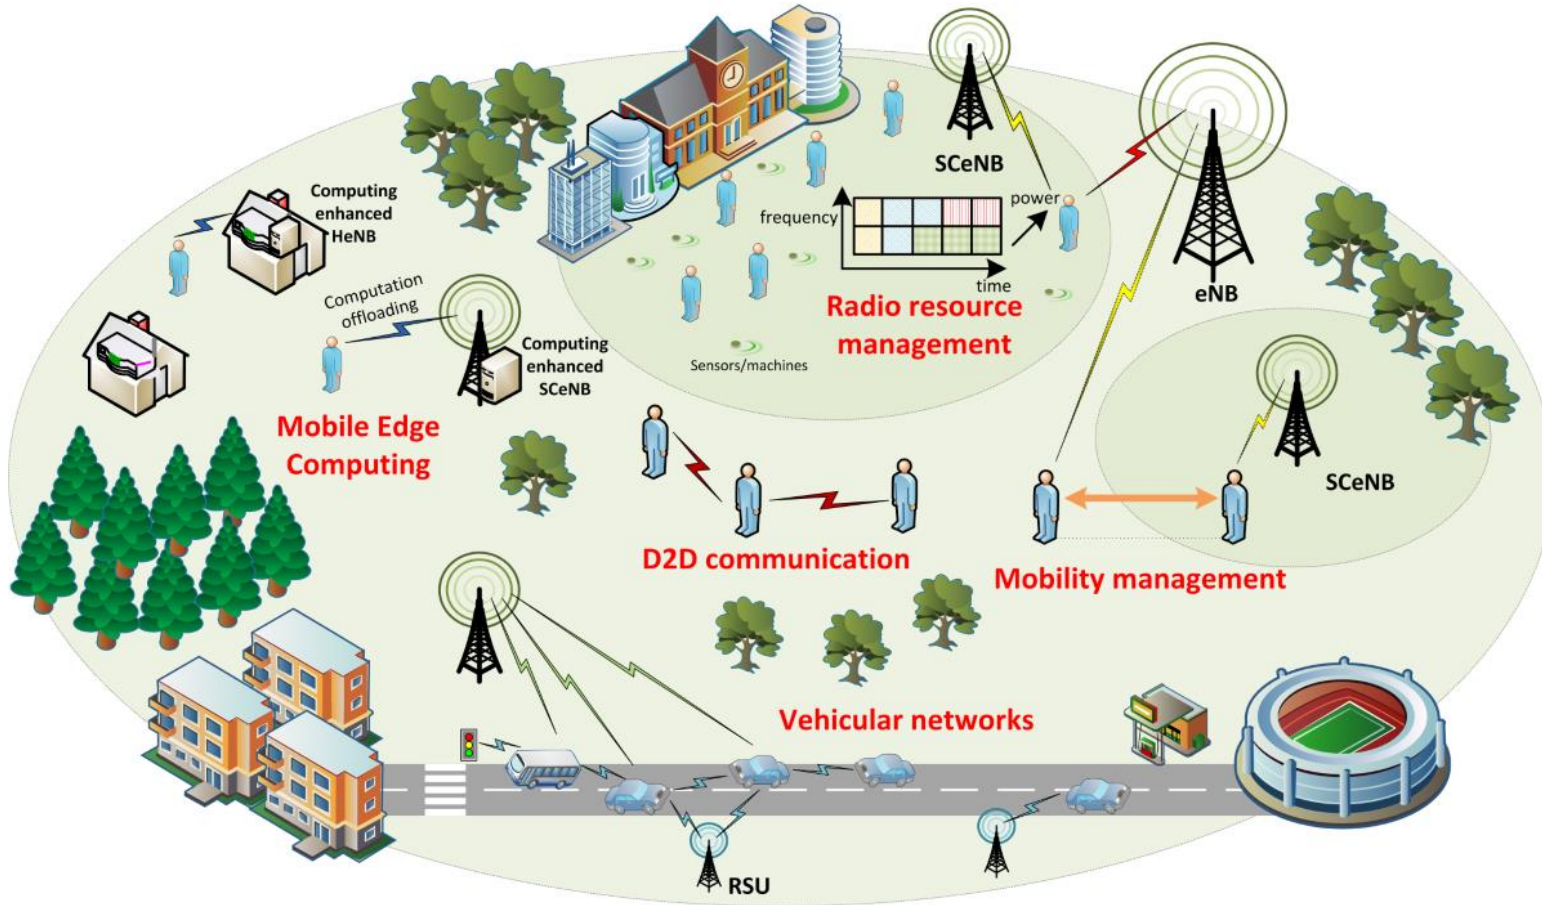 SCeNB
Computing
enhanced
HeNB
frequency
power
time
eNB
Radio resource
management
Computation
offloading
Computing
enhanced
SCeNB
Sensors/machines
Mobile Edge
Computing
SCeNB
D2D communication
Mobility management
Vehicular networks
RSU